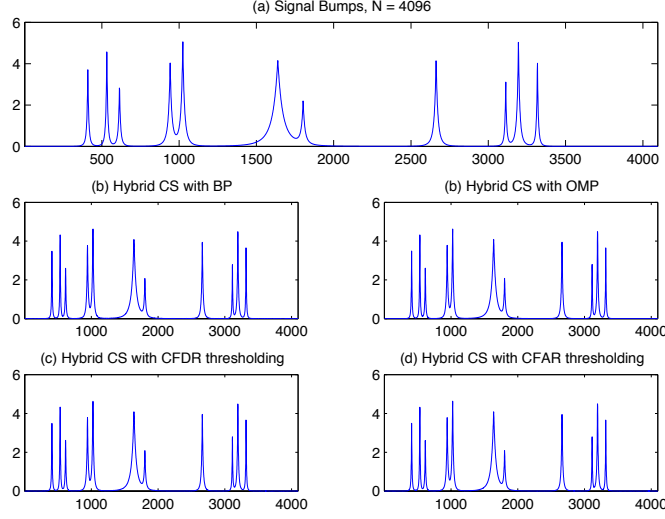 (a) Signal Bumps, N = 4096
6
4
2
0
500 1000 1500 2000 2500 3000 3500 4000
(b) Hybrid CS with BP
6
4
2
0
1000 2000 3000 4000
(b) Hybrid CS with OMP
6
4
2
0
1000 2000 3000 4000
(c) Hybrid CS with CFDR thresholding
6
4
2
0
1000 2000 3000 4000
(d) Hybrid CS with CFAR thresholding
6
4
2
0
1000 2000 3000 4000